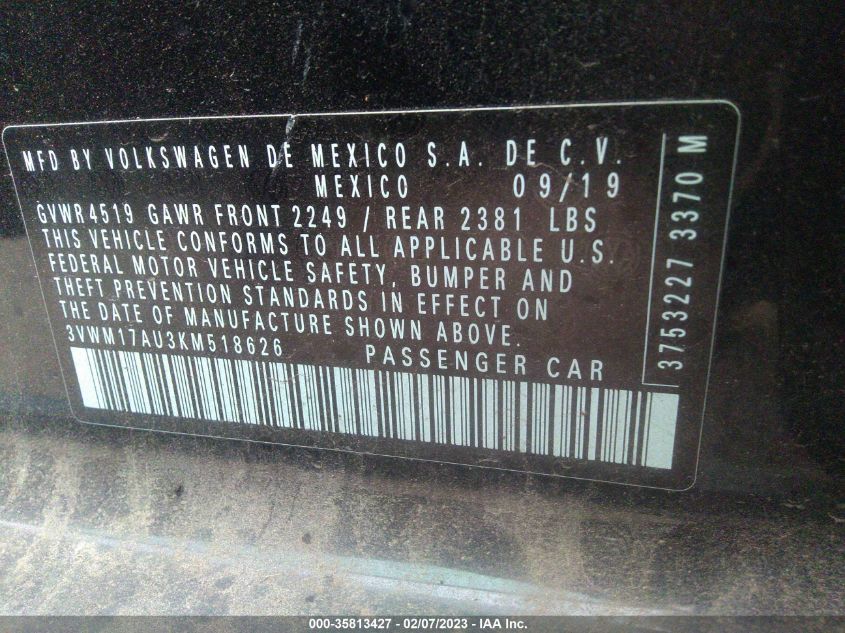 MFD BY VOLKSWAGEN DE MEXICO S.A. DE C.V.
MEXICO 09/19
GVWR4519 GAWR FRONT 2249 / REAR 2381 LBS
THIS VEHICLE CONFORMS TO ALL APPLICABLE U.S.
FEDERAL MOTOR VEHICLE SAFETY, BUMPER AND
THEFT PREVENTION STANDARDS IN EFFECT ON
THE DATE OF MANUFACTURE SHOWN ABOVE.
3VWM17AU3KM518626 PASSENGER CAR
3753227 3370 M
000-35813427 - 02/07/2023 - IAA Inc.